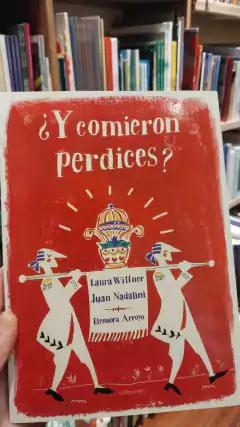 ¿Y comieron
perdices?
Laura Wittner
Juan Nadalini
Eleonora Arroyo